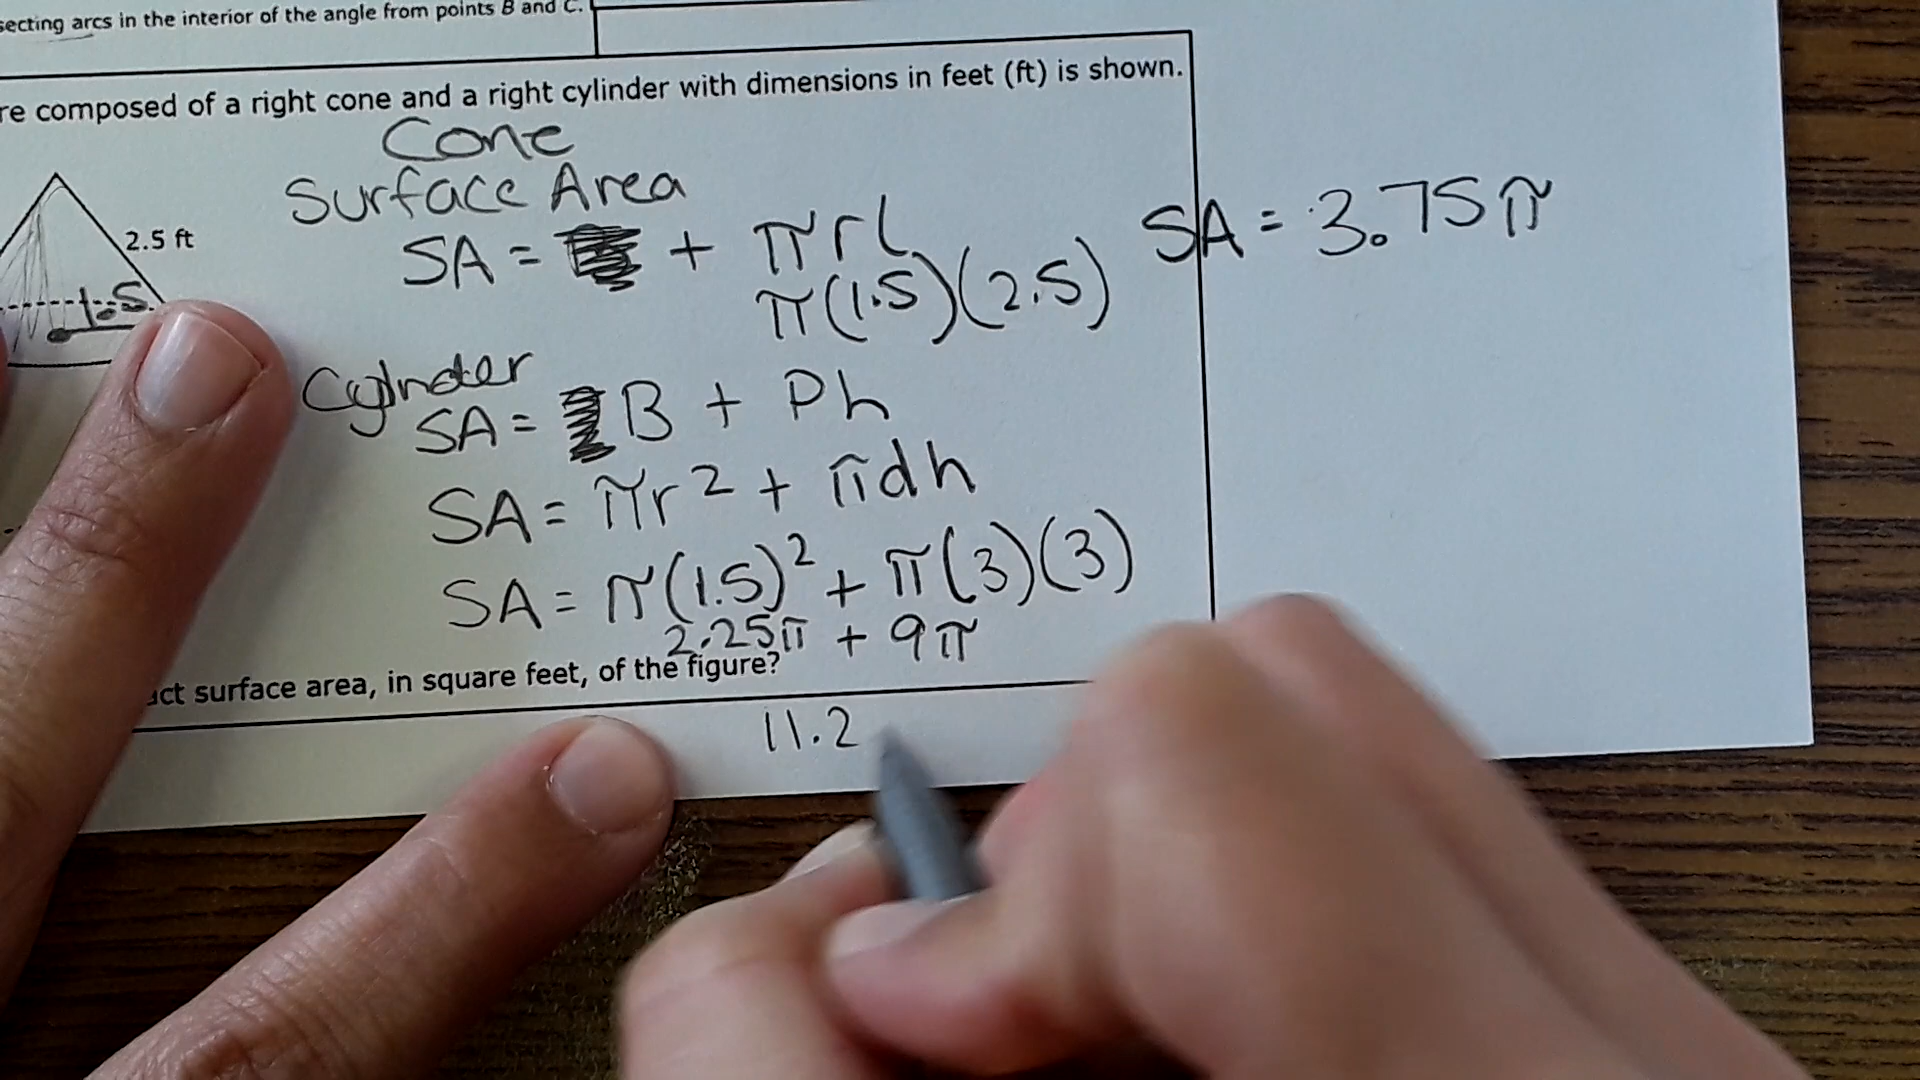 secting arcs in the interior of the angle from points B and C.
re composed of a right cone and a right cylinder with dimensions in feet (ft) is shown.
Cone
Surface Area
SA = + πrl
π(1.5)(2.5)
SA = 3.75π
2.5 ft
1.5
Cylnder
SA = B + Ph
SA = πr² + πdh
SA = π(1.5)² + π(3)(3)
2.25π + 9π
act surface area, in square feet, of the figure?
11.2